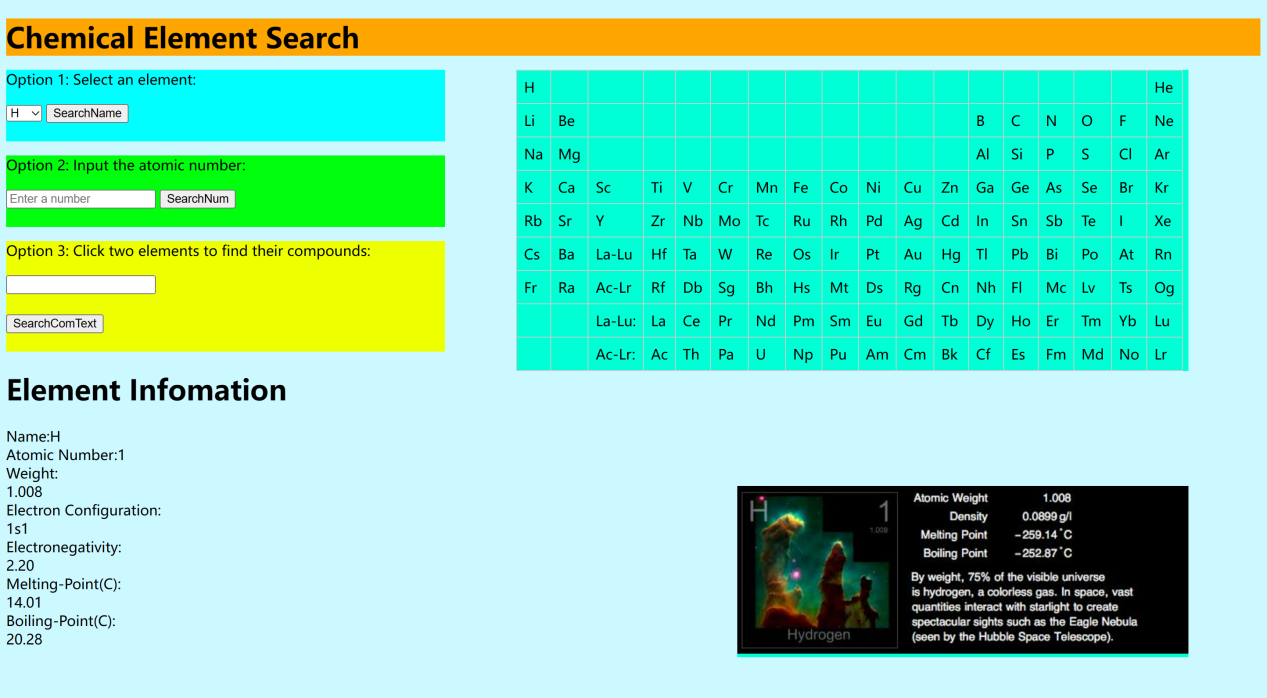 Chemical Element Search
Option 1: Select an element:
H SearchName
Option 2: Input the atomic number:
Enter a number SearchNum
Option 3: Click two elements to find their compounds:
SearchComText
H He
Li Be B C N O F Ne
Na Mg Al Si P S Cl Ar
K Ca Sc Ti V Cr Mn Fe Co Ni Cu Zn Ga Ge As Se Br Kr
Rb Sr Y Zr Nb Mo Tc Ru Rh Pd Ag Cd In Sn Sb Te I Xe
Cs Ba La-Lu Hf Ta W Re Os Ir Pt Au Hg Tl Pb Bi Po At Rn
Fr Ra Ac-Lr Rf Db Sg Bh Hs Mt Ds Rg Cn Nh Fl Mc Lv Ts Og
La-Lu: La Ce Pr Nd Pm Sm Eu Gd Tb Dy Ho Er Tm Yb Lu
Ac-Lr: Ac Th Pa U Np Pu Am Cm Bk Cf Es Fm Md No Lr
Element Infomation
Name:H
Atomic Number:1
Weight:
1.008
Electron Configuration:
1s1
Electronegativity:
2.20
Melting-Point(C):
14.01
Boiling-Point(C):
20.28
H 1
1.008
Hydrogen
Atomic Weight 1.008
Density 0.0899 g/l
Melting Point −259.14 °C
Boiling Point −252.87 °C
By weight, 75% of the visible universe
is hydrogen, a colorless gas. In space, vast
quantities interact with starlight to create
spectacular sights such as the Eagle Nebula
(seen by the Hubble Space Telescope).